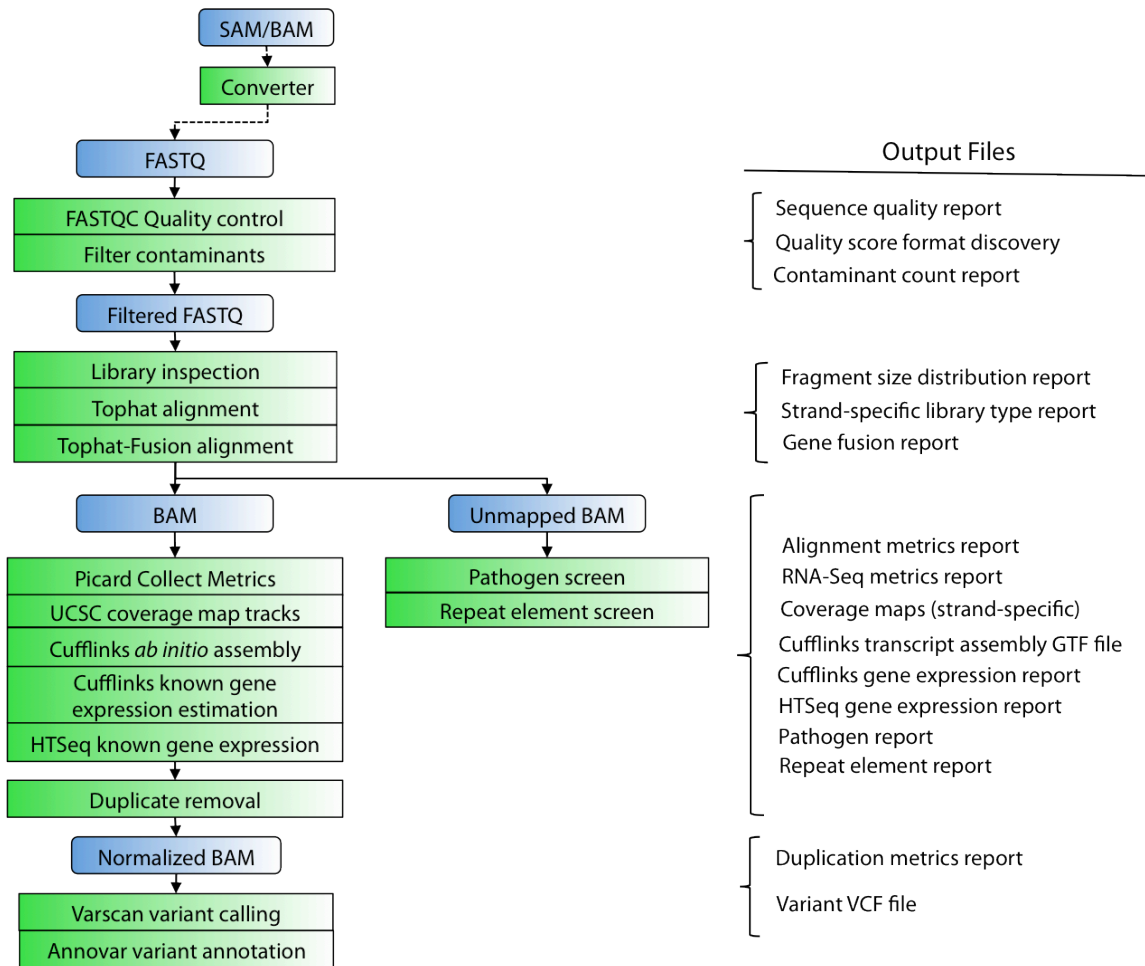 SAM/BAM
Converter
FASTQ
FASTQC Quality control
Filter contaminants
Filtered FASTQ
Library inspection
Tophat alignment
Tophat-Fusion alignment
BAM
Unmapped BAM
Picard Collect Metrics
UCSC coverage map tracks
Cufflinks ab initio assembly
Cufflinks known gene
expression estimation
HTSeq known gene expression
Pathogen screen
Repeat element screen
Duplicate removal
Normalized BAM
Varscan variant calling
Annovar variant annotation
Output Files
Sequence quality report
Quality score format discovery
Contaminant count report
Fragment size distribution report
Strand-specific library type report
Gene fusion report
Alignment metrics report
RNA-Seq metrics report
Coverage maps (strand-specific)
Cufflinks transcript assembly GTF file
Cufflinks gene expression report
HTSeq gene expression report
Pathogen report
Repeat element report
Duplication metrics report
Variant VCF file